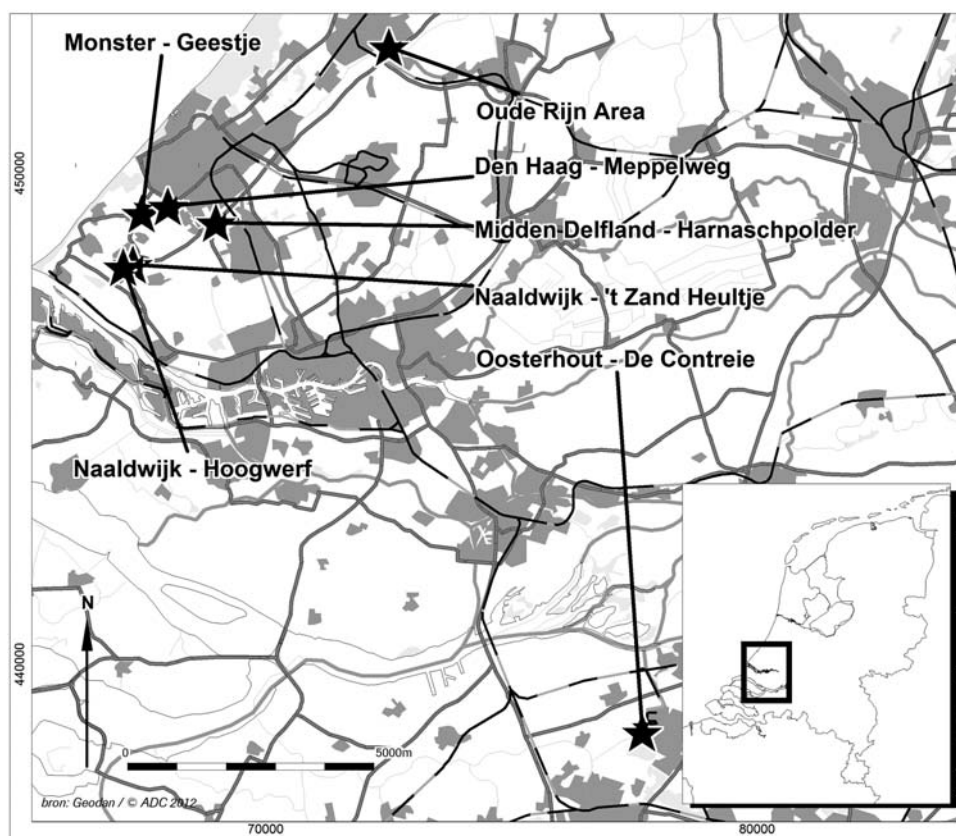 Monster - Geestje
Oude Rijn Area
Den Haag - Meppelweg
Midden Delfland - Harnaschpolder
Naaldwijk - 't Zand Heultje
Oosterhout - De Contreie
Naaldwijk - Hoogwerf
450000
440000
N
0
5000m
bron: Geodan / © ADC 2012
70000
80000